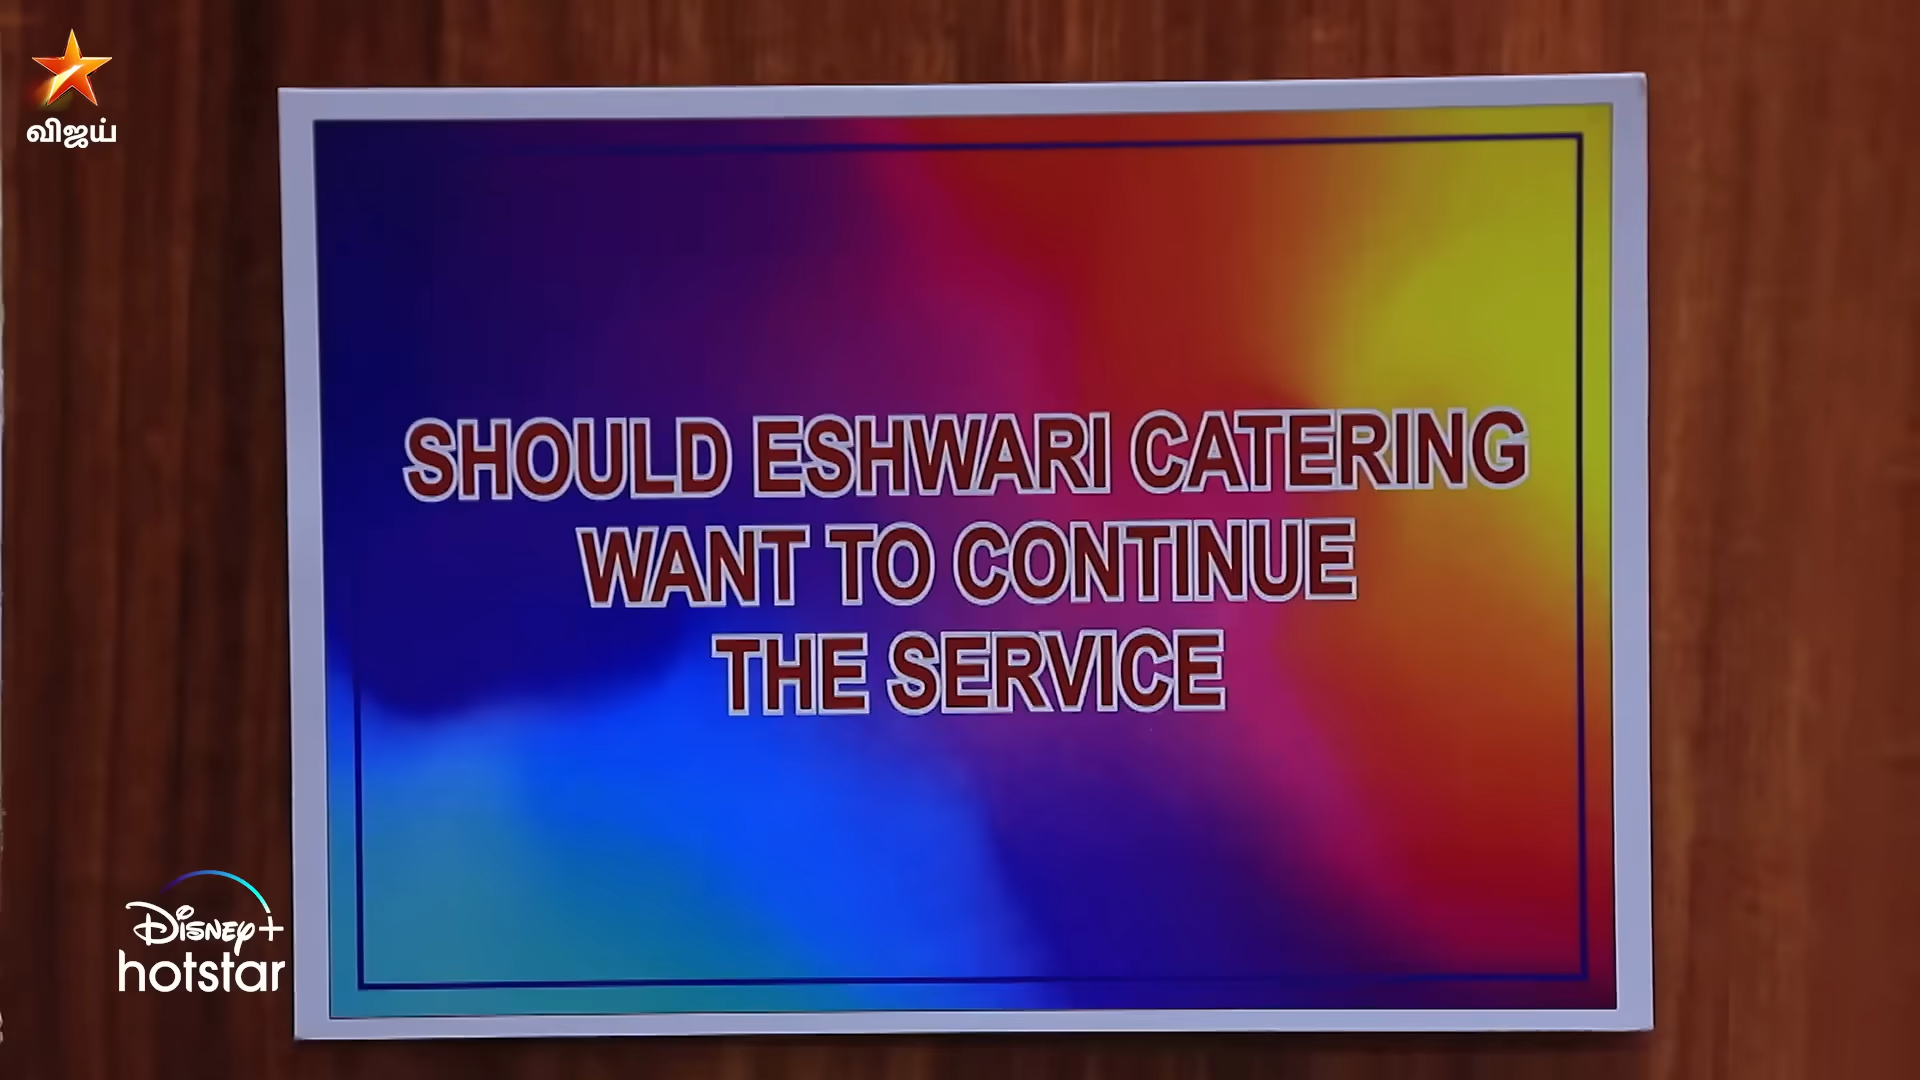 விஜய்
SHOULD ESHWARI CATERING
WANT TO CONTINUE
THE SERVICE
Disney+
hotstar